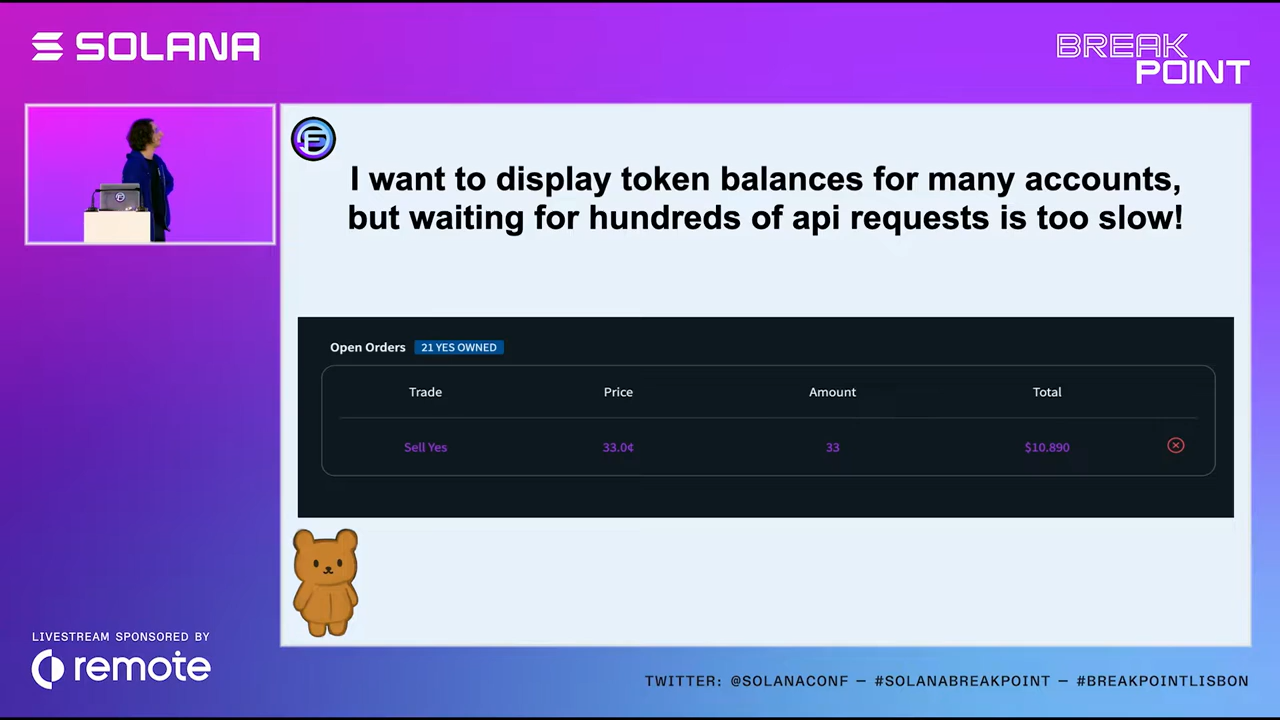 SOLANA
BREAK
POINT
I want to display token balances for many accounts,
but waiting for hundreds of api requests is too slow!
Open Orders 21 YES OWNED
Trade Price Amount Total
Sell Yes 33.0¢ 33 $10.890
LIVESTREAM SPONSORED BY
remote
TWITTER: @SOLANACONF — #SOLANABREAKPOINT — #BREAKPOINTLISBON